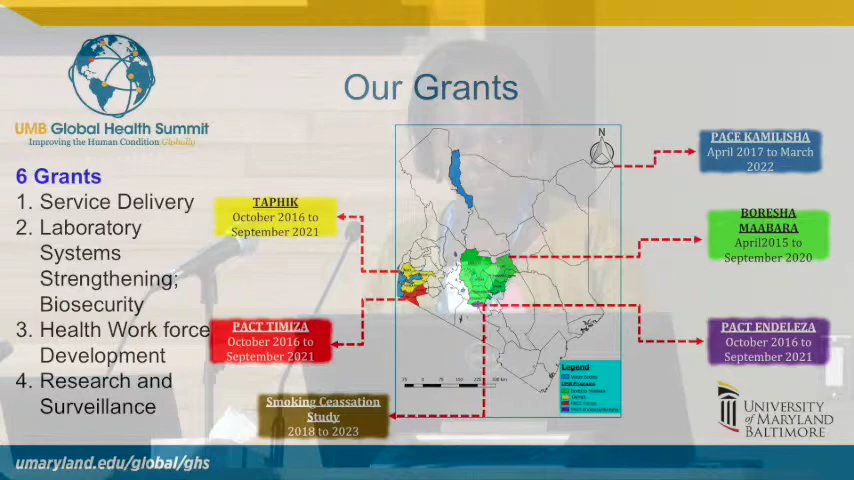 Our Grants
UMB Global Health Summit
Improving the Human Condition Globally
6 Grants
1. Service Delivery
2. Laboratory
Systems
Strengthening;
Biosecurity
3. Health Work force
Development
4. Research and
Surveillance
TAPHIK
October 2016 to
September 2021
PACT TIMIZA
October 2016 to
September 2021
Smoking Ceassation
Study
2018 to 2023
N
Legend
PACE KAMILISHA
April 2017 to March
2022
BORESHA
MAABARA
April2015 to
September 2020
PACT ENDELEZA
October 2016 to
September 2021
UNIVERSITY
of MARYLAND
BALTIMORE
umaryland.edu/global/ghs